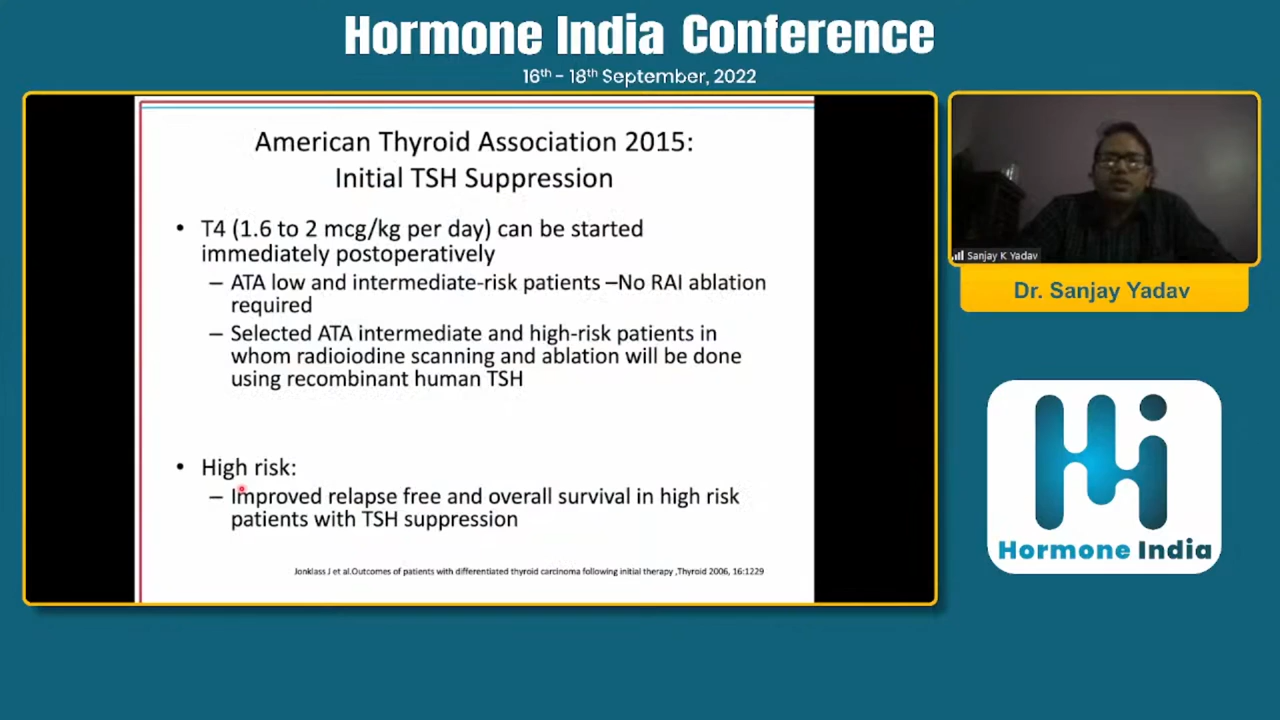 Hormone India Conference
16th - 18th September, 2022
American Thyroid Association 2015:
Initial TSH Suppression
• T4 (1.6 to 2 mcg/kg per day) can be started
immediately postoperatively
– ATA low and intermediate-risk patients –No RAI ablation
required
– Selected ATA intermediate and high-risk patients in
whom radioiodine scanning and ablation will be done
using recombinant human TSH
• High risk:
– Improved relapse free and overall survival in high risk
patients with TSH suppression
Jonklass J et al.Outcomes of patients with differentiated thyroid carcinoma following initial therapy ,Thyroid 2006, 16:1229
Sanjay K Yadav
Dr. Sanjay Yadav
Hi
Hormone India